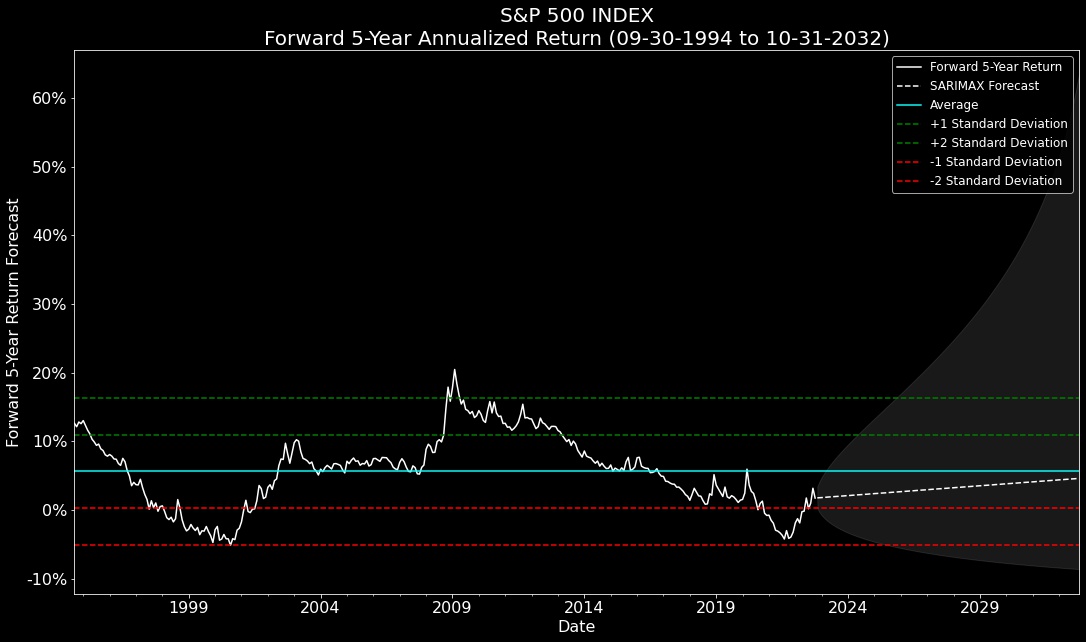 S&P 500 INDEX
Forward 5-Year Annualized Return (09-30-1994 to 10-31-2032)
Forward 5-Year Return
SARIMAX Forecast
Average
+1 Standard Deviation
+2 Standard Deviation
-1 Standard Deviation
-2 Standard Deviation
Forward 5-Year Return Forecast
60%
50%
40%
30%
20%
10%
0%
-10%
1999 2004 2009 2014 2019 2024 2029
Date